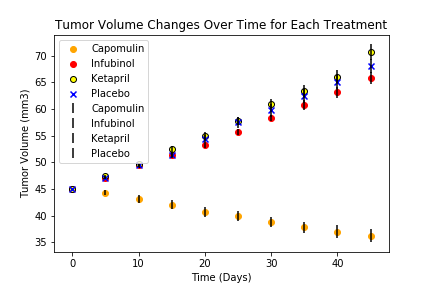 Tumor Volume Changes Over Time for Each Treatment
Tumor Volume (mm3)
70
65
60
55
50
45
40
35
Capomulin
Infubinol
Ketapril
Placebo
Capomulin
Infubinol
Ketapril
Placebo
0
10
20
30
40
Time (Days)